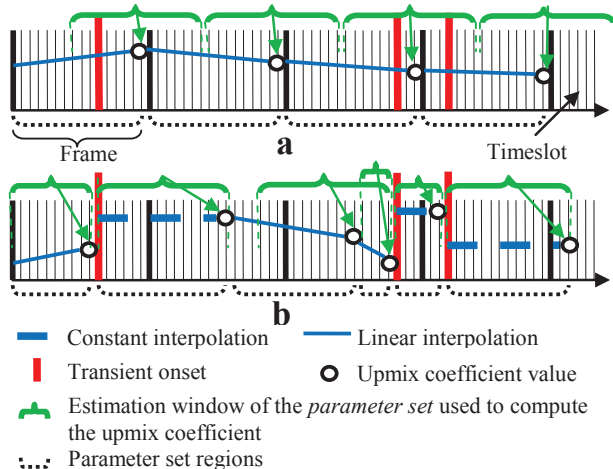 Frame
a
Timeslot
b
Constant interpolation
Linear interpolation
Transient onset
Upmix coefficient value
Estimation window of the parameter set used to compute
the upmix coefficient
Parameter set regions